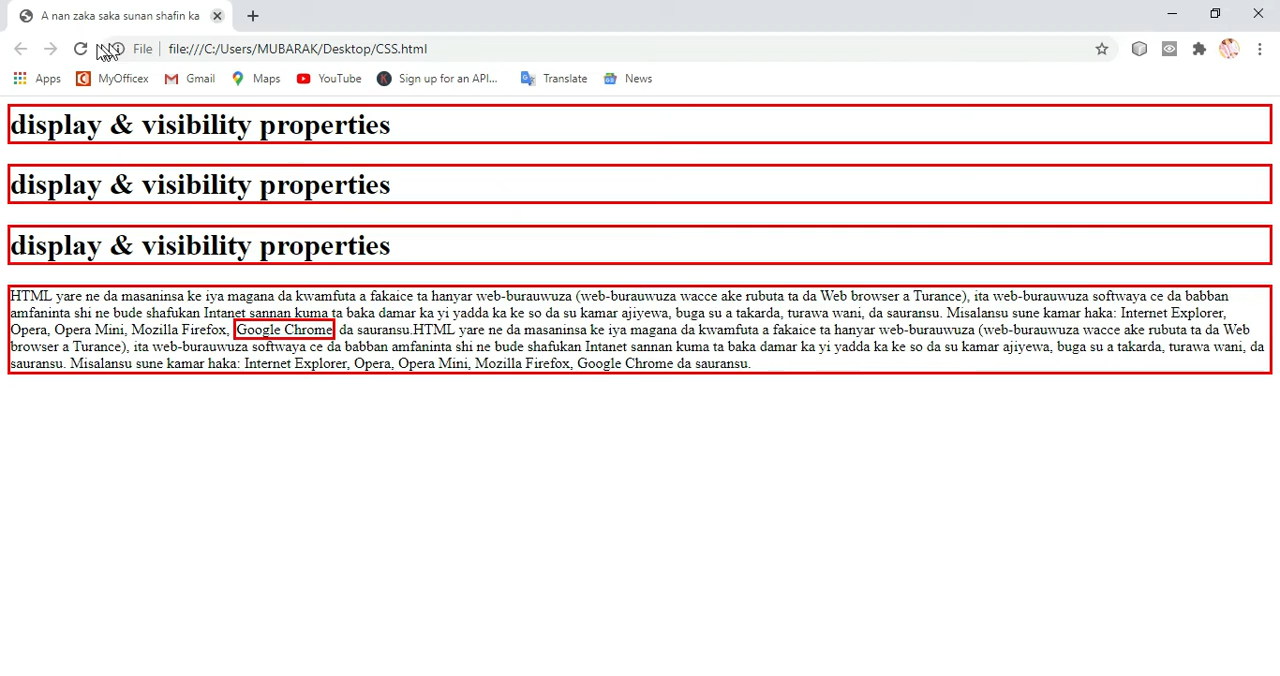 A nan zaka saka sunan shafin ka
File file:///C:/Users/MUBARAK/Desktop/CSS.html
Apps MyOfficex Gmail Maps YouTube Sign up for an API... Translate News
display & visibility properties
display & visibility properties
display & visibility properties
HTML yare ne da masaninsa ke iya magana da kwamfuta a fakaice ta hanyar web-burauwuza (web-burauwuza wacce ake rubuta ta da Web browser a Turance), ita web-burauwuza softwaya ce da babban
amfaninta shi ne bude shafukan Intanet sannan kuma ta baka damar ka yi yadda ka ke so da su kamar ajiyewa, buga su a takarda, turawa wani, da sauransu. Misalansu sune kamar haka: Internet Explorer,
Opera, Opera Mini, Mozilla Firefox, Google Chrome da sauransu.HTML yare ne da masaninsa ke iya magana da kwamfuta a fakaice ta hanyar web-burauwuza (web-burauwuza wacce ake rubuta ta da Web
browser a Turance), ita web-burauwuza softwaya ce da babban amfaninta shi ne bude shafukan Intanet sannan kuma ta baka damar ka yi yadda ka ke so da su kamar ajiyewa, buga su a takarda, turawa wani, da
sauransu. Misalansu sune kamar haka: Internet Explorer, Opera, Opera Mini, Mozilla Firefox, Google Chrome da sauransu.